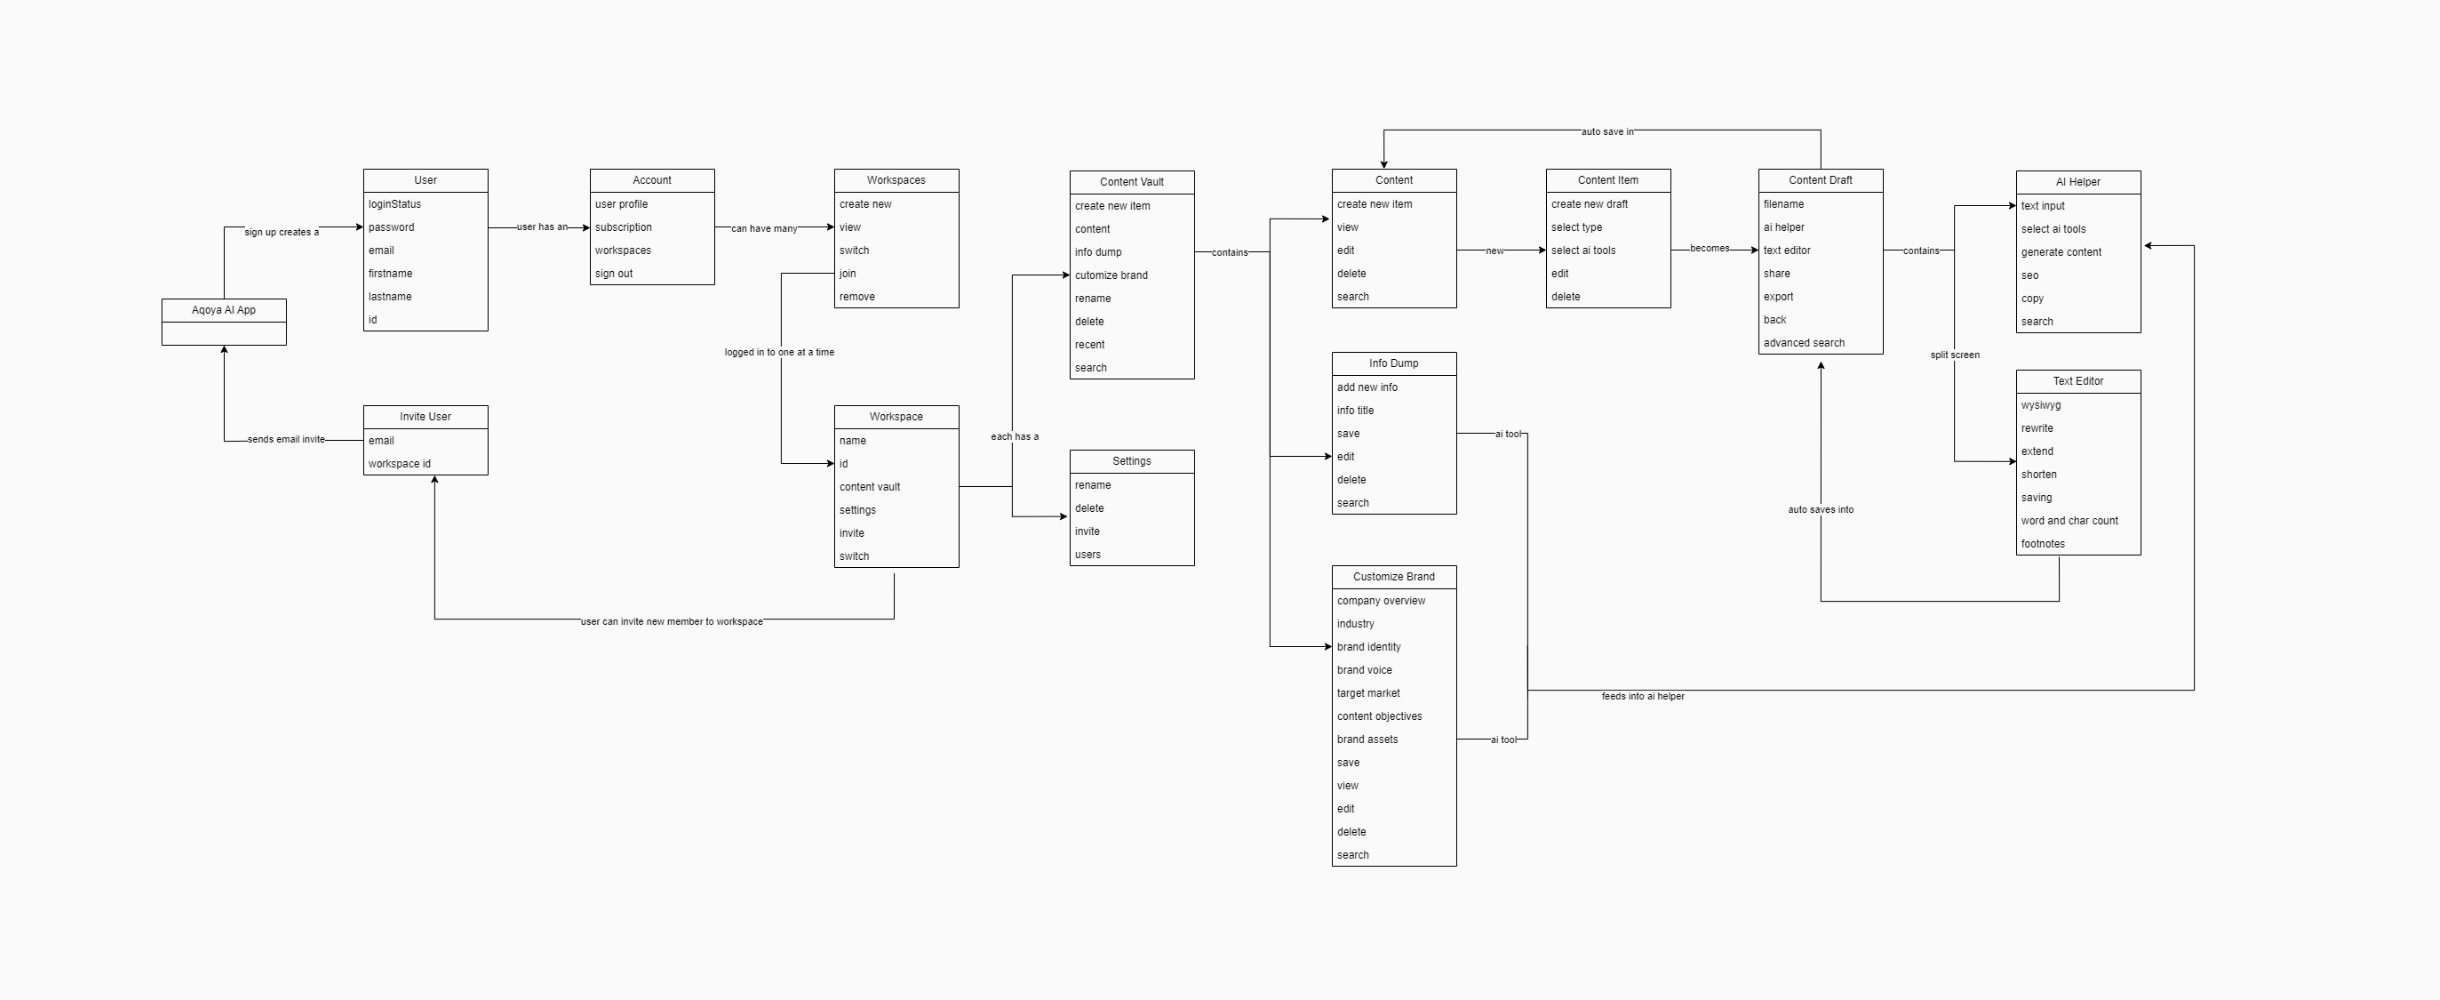 auto save in
User
loginStatus
password
email
firstname
lastname
id
Account
user profile
subscription
workspaces
sign out
Workspaces
create new
view
switch
join
remove
Content Vault
create new item
content
info dump
cutomize brand
rename
delete
recent
search
Content
create new item
view
edit
delete
search
Content Item
create new draft
select type
select ai tools
edit
delete
Content Draft
filename
ai helper
text editor
share
export
back
advanced search
AI Helper
text input
select ai tools
generate content
seo
copy
search
sign up creates a
user has an
can have many
contains
new
becomes
contains
Aqoya AI App
logged in to one at a time
split screen
Info Dump
add new info
info title
save
edit
delete
search
Text Editor
wysiwyg
rewrite
extend
shorten
saving
word and char count
footnotes
Invite User
email
workspace id
sends email invite
Workspace
name
id
content vault
settings
invite
switch
each has a
Settings
rename
delete
invite
users
ai tool
auto saves into
user can invite new member to workspace
Customize Brand
company overview
industry
brand identity
brand voice
target market
content objectives
brand assets
save
view
edit
delete
search
feeds into ai helper
ai tool